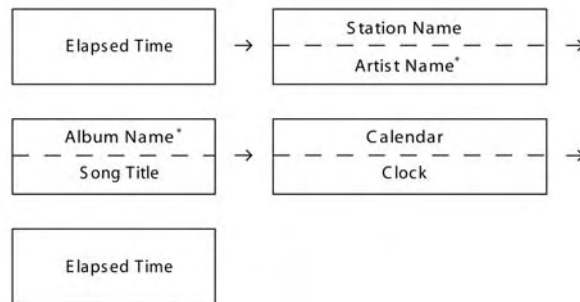 Elapsed Time → Station Name
Artist Name* →
Album Name*
Song Title → Calendar
Clock →
Elapsed Time